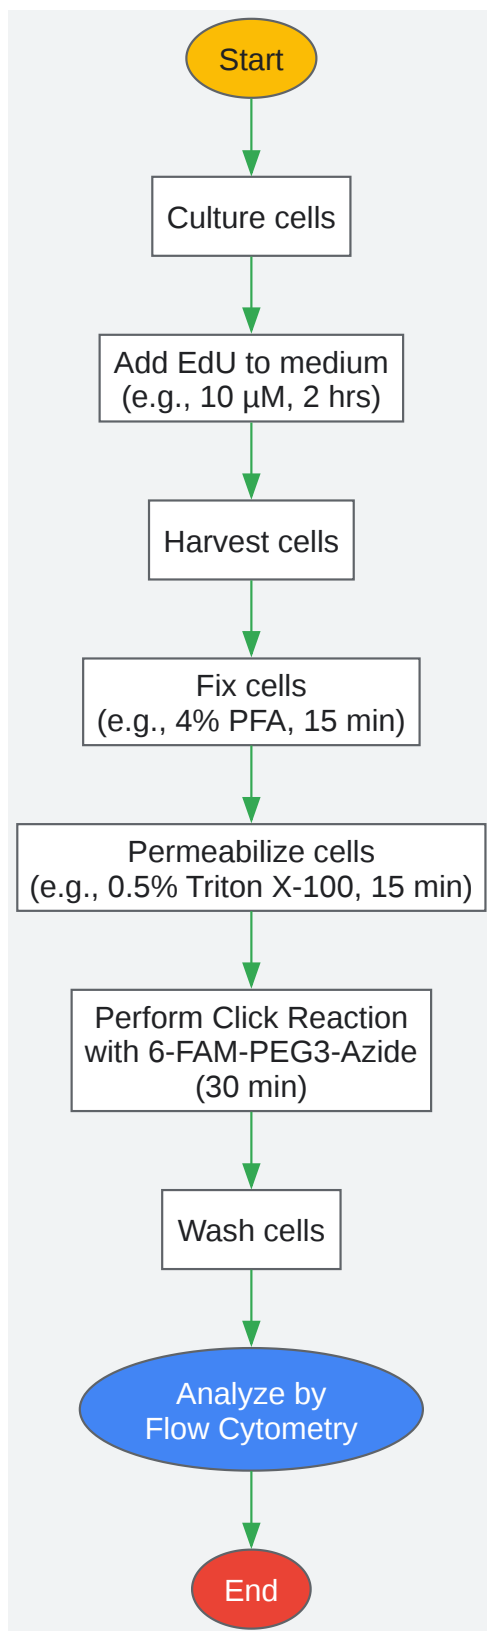 Start
Culture cells
Add EdU to medium
(e.g., 10 µM, 2 hrs)
Harvest cells
Fix cells
(e.g., 4% PFA, 15 min)
Permeabilize cells
(e.g., 0.5% Triton X-100, 15 min)
Perform Click Reaction
with 6-FAM-PEG3-Azide
(30 min)
Wash cells
Analyze by
Flow Cytometry
End